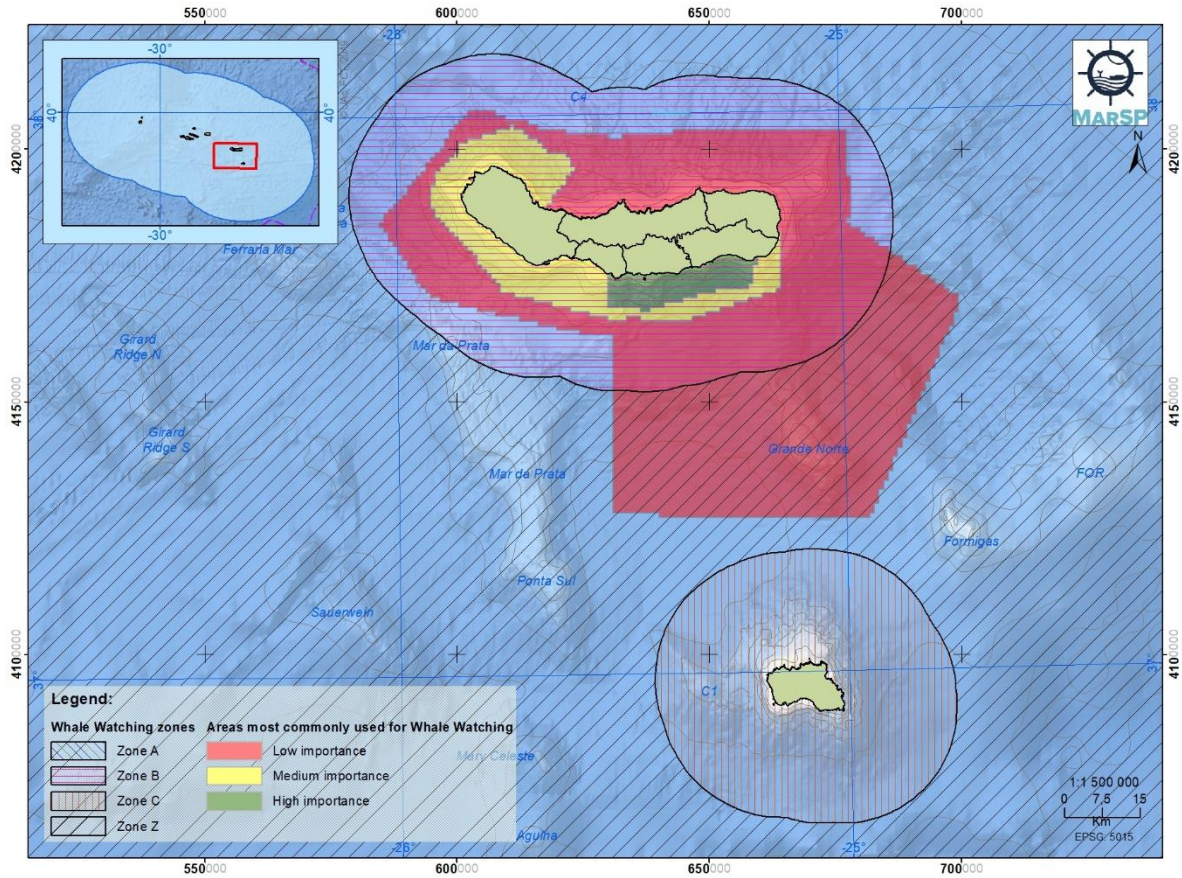 550000 600000 650000 700000
-26° -25°
-30°
40° 40°
-30°
38° 38
4200000 4200000
4150000 4150000
4100000 4100000
37° 37°
MARSP
N
C4
Ferraria Mar
Girard
Ridge N
Mar da Prata
Girard
Ridge S
Mar da Prata
Grande Norte
FOR
Formigas
Ponta Sul
Sauerwein
C1
Mary Celeste
Agulha
Legend:
Whale Watching zones Areas most commonly used for Whale Watching
Zone A Low importance
Zone B Medium importance
Zone C High importance
Zone Z
1:1 500 000
0 7,5 15
Km
EPSG: 5015
-26° -25°
550000 600000 650000 700000